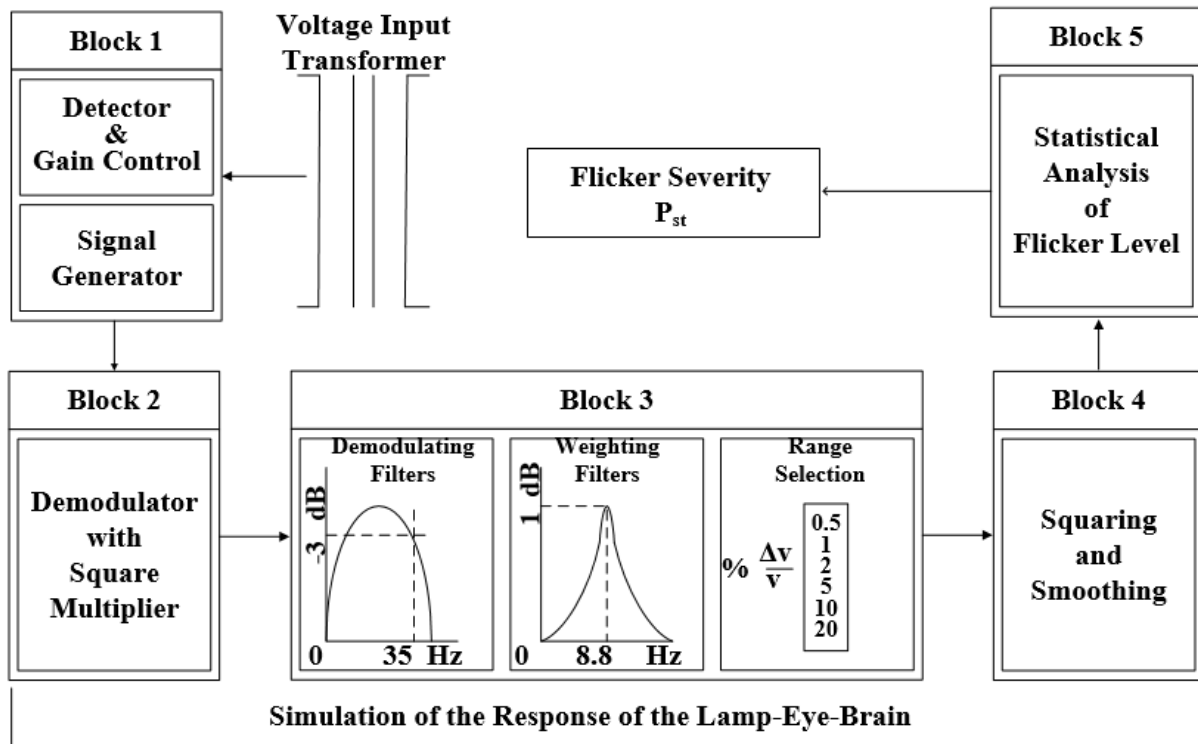 Block 1
Detector
&
Gain Control
Signal
Generator
Voltage Input
Transformer
Flicker Severity
P_st
Block 5
Statistical
Analysis
of
Flicker Level
Block 2
Demodulator
with
Square
Multiplier
Block 3
Demodulating
Filters
-3 dB
0 35 Hz
Weighting
Filters
1 dB
0 8.8 Hz
Range
Selection
% Δv/v
0.5
1
2
5
10
20
Block 4
Squaring
and
Smoothing
Simulation of the Response of the Lamp-Eye-Brain